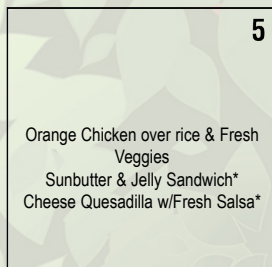 5
Orange Chicken over rice & Fresh
Veggies
Sunbutter & Jelly Sandwich*
Cheese Quesadilla w/Fresh Salsa*